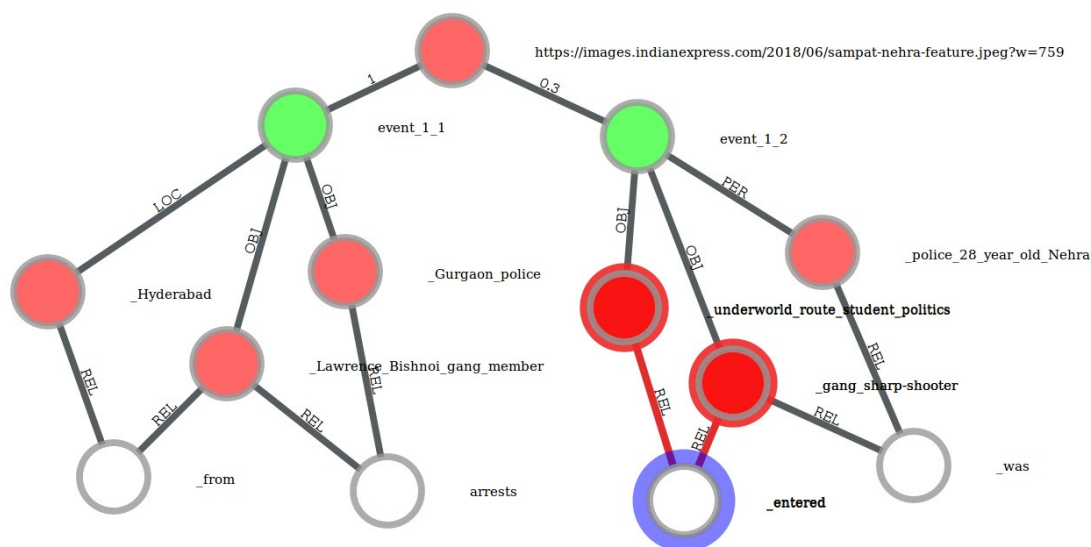 https://images.indianexpress.com/2018/06/sampat-nehra-feature.jpeg?w=759
1
0.3
event_1_1
event_1_2
LOC
OBJ
OBJ
OBJ
OBJ
PER
_Hyderabad
_Gurgaon_police
_police_28_year_old_Nehra
_underworld_route_student_politics
_Lawrence_Bishnoi_gang_member
_gang_sharp-shooter
REL
REL
REL
REL
REL
REL
REL
REL
_from
arrests
_entered
_was